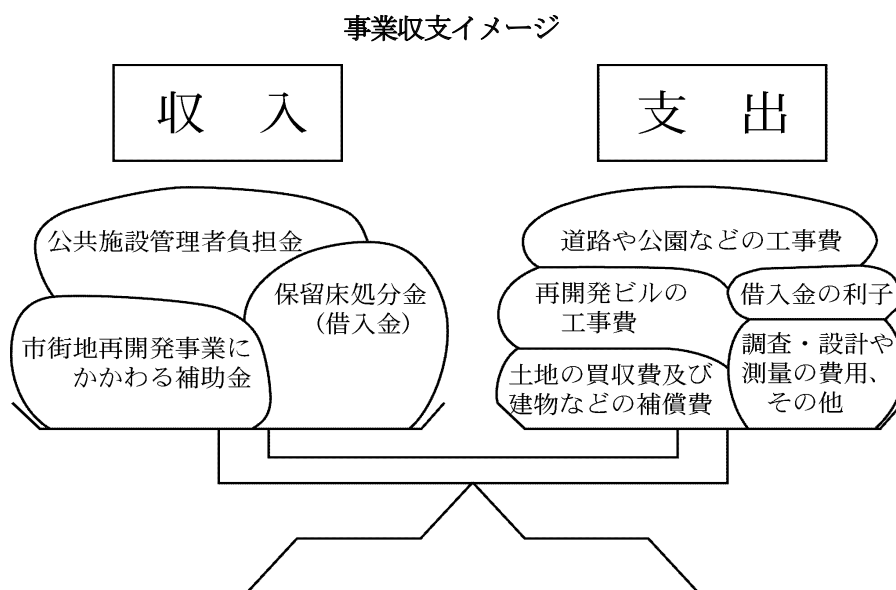 事業収支イメージ
収 入
支 出
公共施設管理者負担金
保留床処分金
（借入金）
市街地再開発事業に
かかわる補助金
道路や公園などの工事費
再開発ビルの
工事費
借入金の利子
土地の買収費及び
建物などの補償費
調査・設計や
測量の費用、
その他